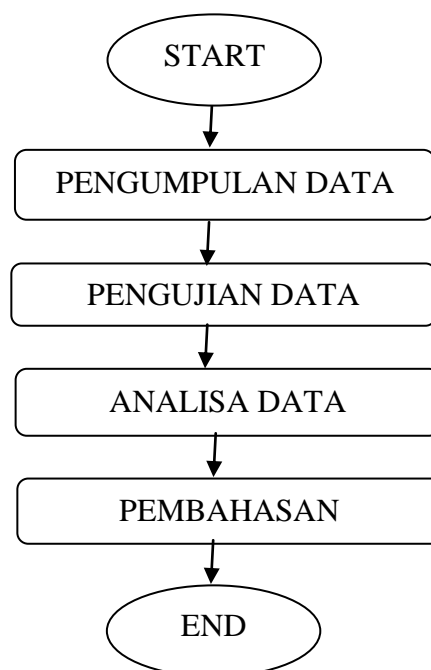 START
PENGUMPULAN DATA
PENGUJIAN DATA
ANALISA DATA
PEMBAHASAN
END